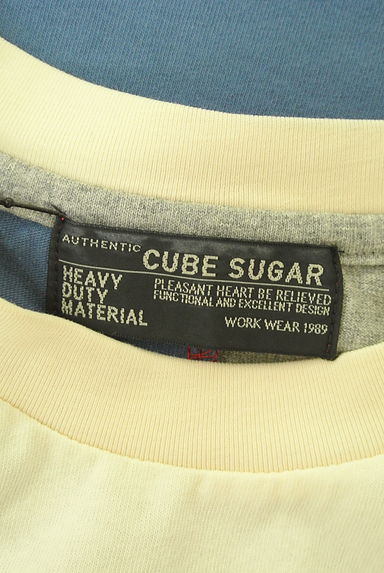 AUTHENTIC CUBE SUGAR
HEAVY DUTY MATERIAL
PLEASANT HEART BE RELIEVED
FUNCTIONAL AND EXCELLENT DESIGN
WORK WEAR 1989